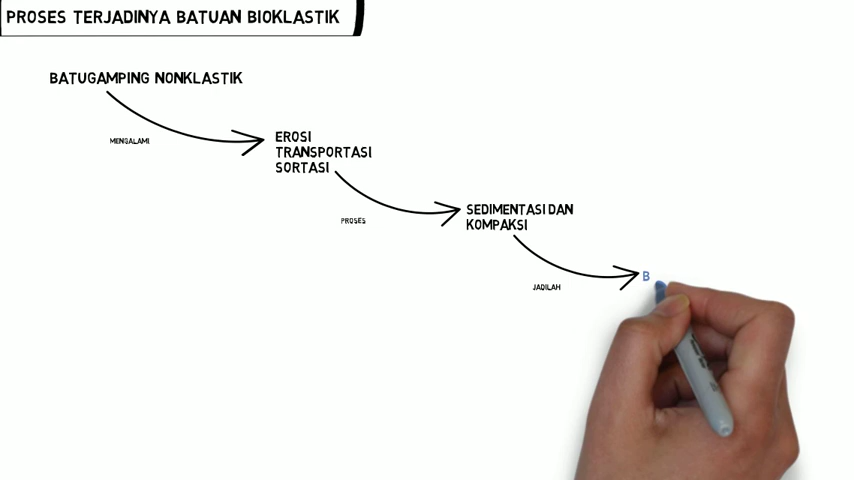 PROSES TERJADINYA BATUAN BIOKLASTIK
BATUGAMPING NONKLASTIK
MENGALAMI
EROSI
TRANSPORTASI
SORTASI
PROSES
SEDIMENTASI DAN
KOMPAKSI
JADILAH
B